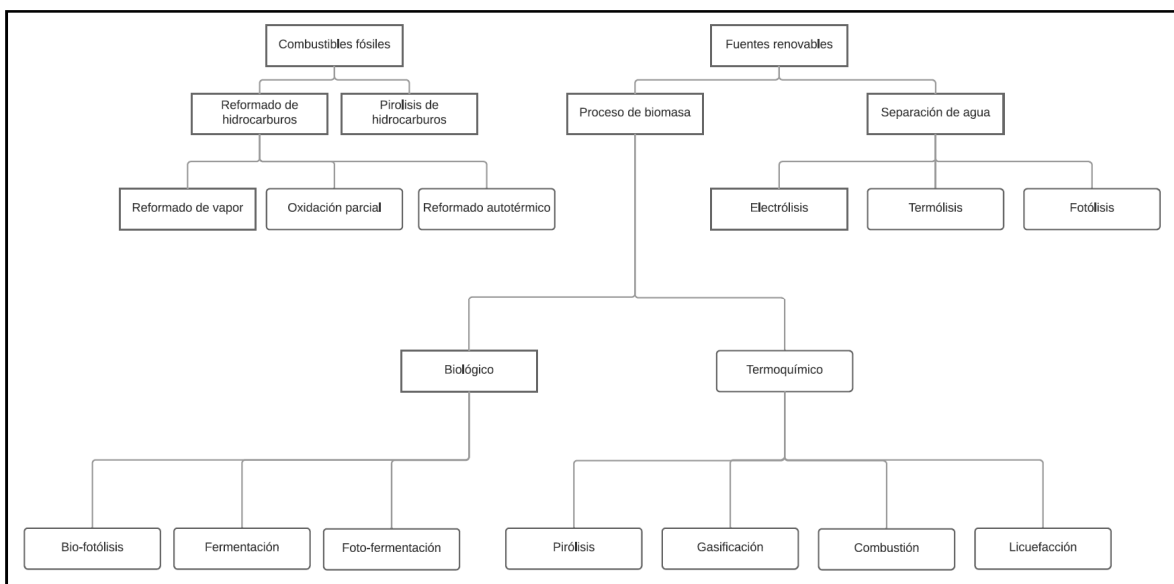 Combustibles fósiles
Fuentes renovables
Reformado de
hidrocarburos
Pirolisis de
hidrocarburos
Proceso de biomasa
Separación de agua
Reformado de vapor
Oxidación parcial
Reformado autotérmico
Electrólisis
Termólisis
Fotólisis
Biológico
Termoquímico
Bio-fotólisis
Fermentación
Foto-fermentación
Pirólisis
Gasificación
Combustión
Licuefacción